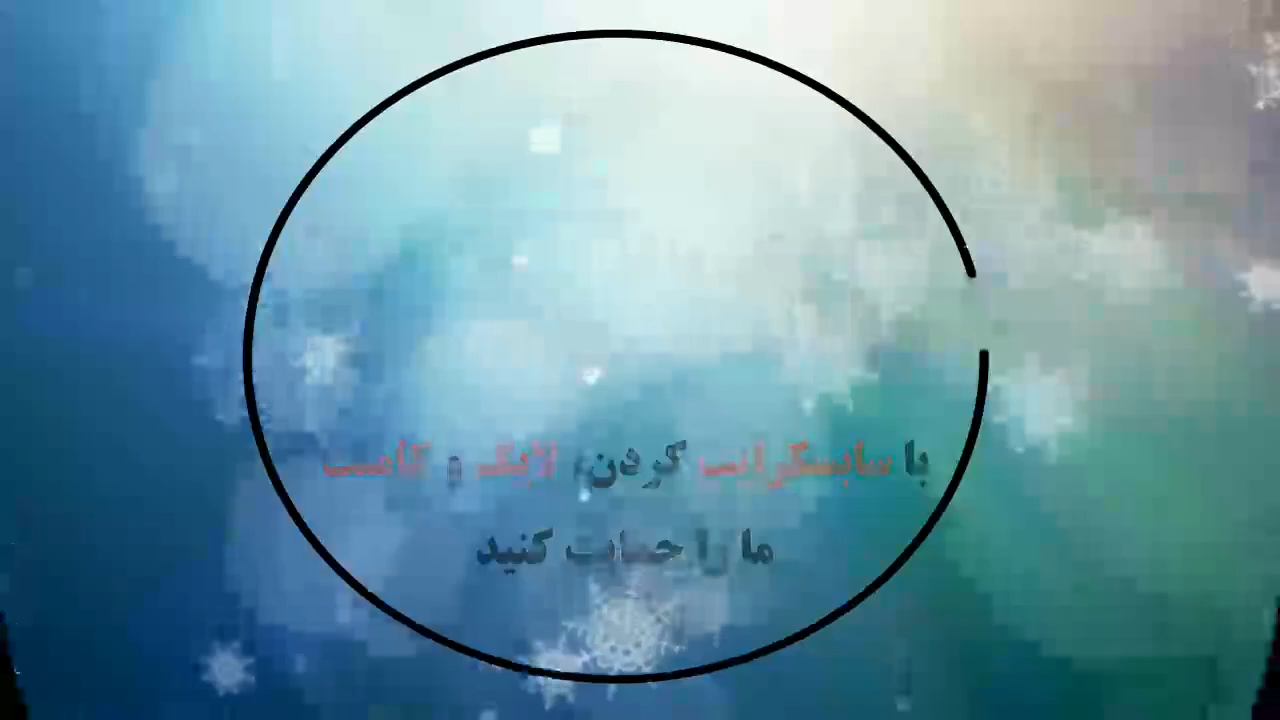 با سابسکرایب کردن، لایک و کامنت
ما را حمایت کنید